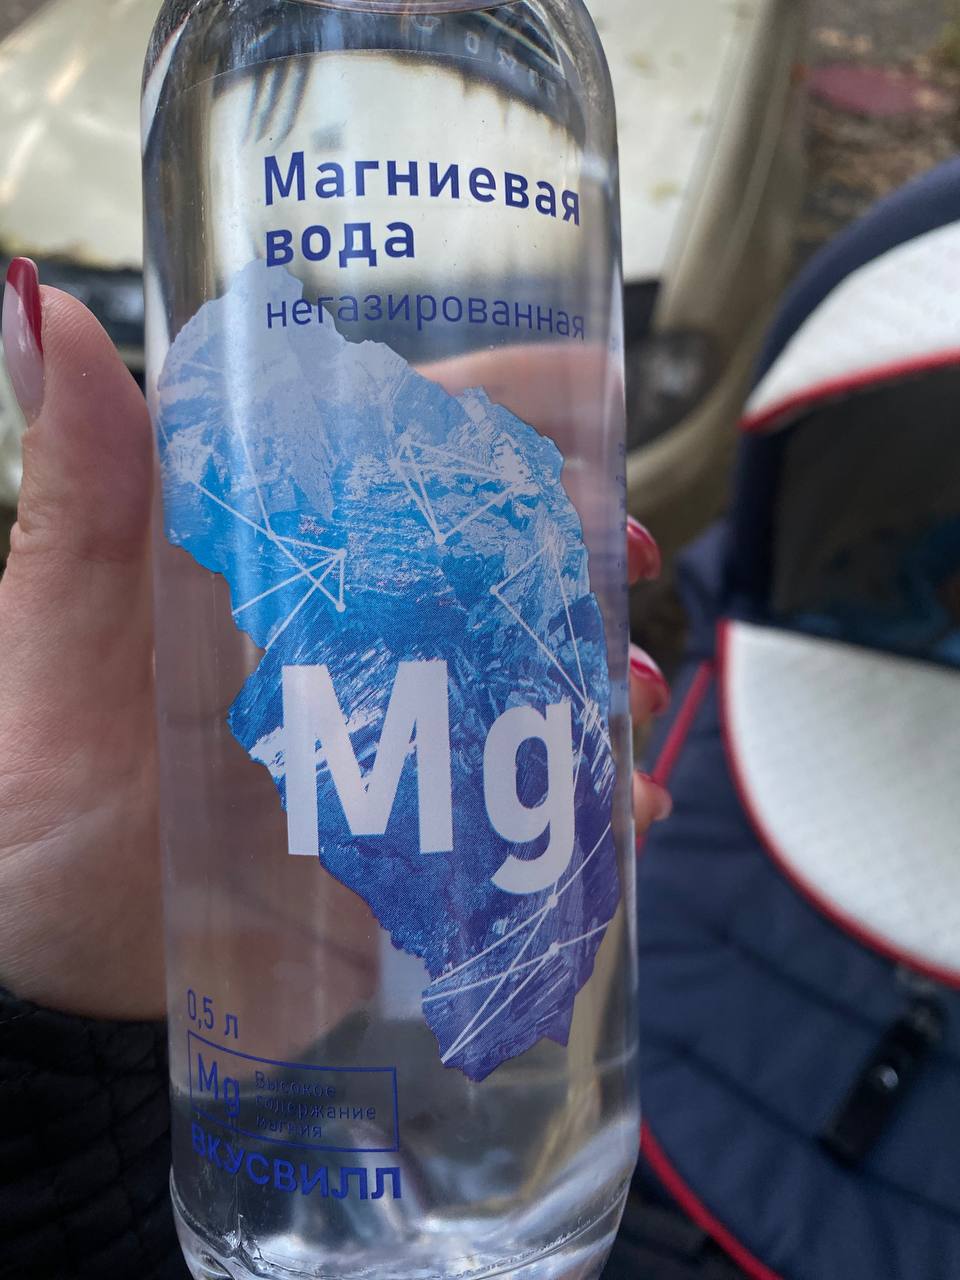 Магниевая
вода
негазированная
Mg
0,5 л
Mg
Высокое
содержание
магния
ВКУСВИЛЛ